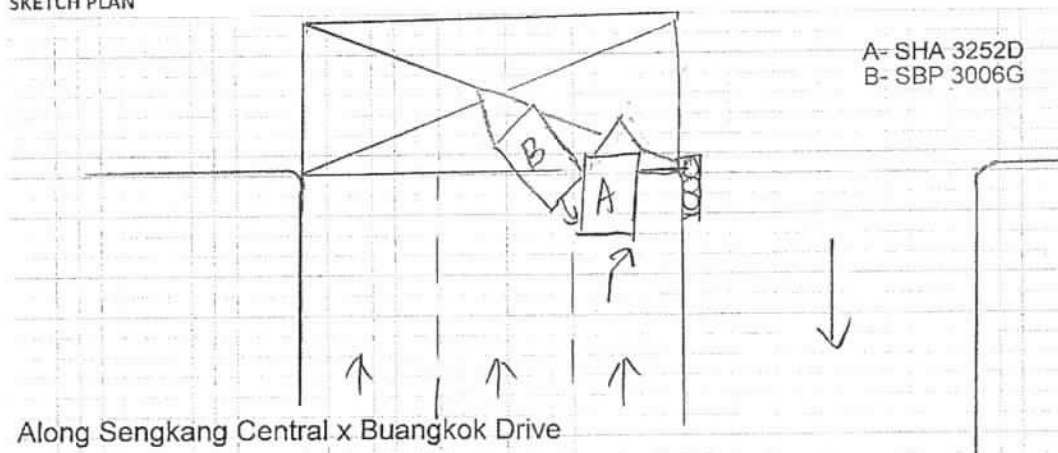 SKETCH PLAN
A- SHA 3252D
B- SBP 3006G
B
A
Along Sengkang Central x Buangkok Drive